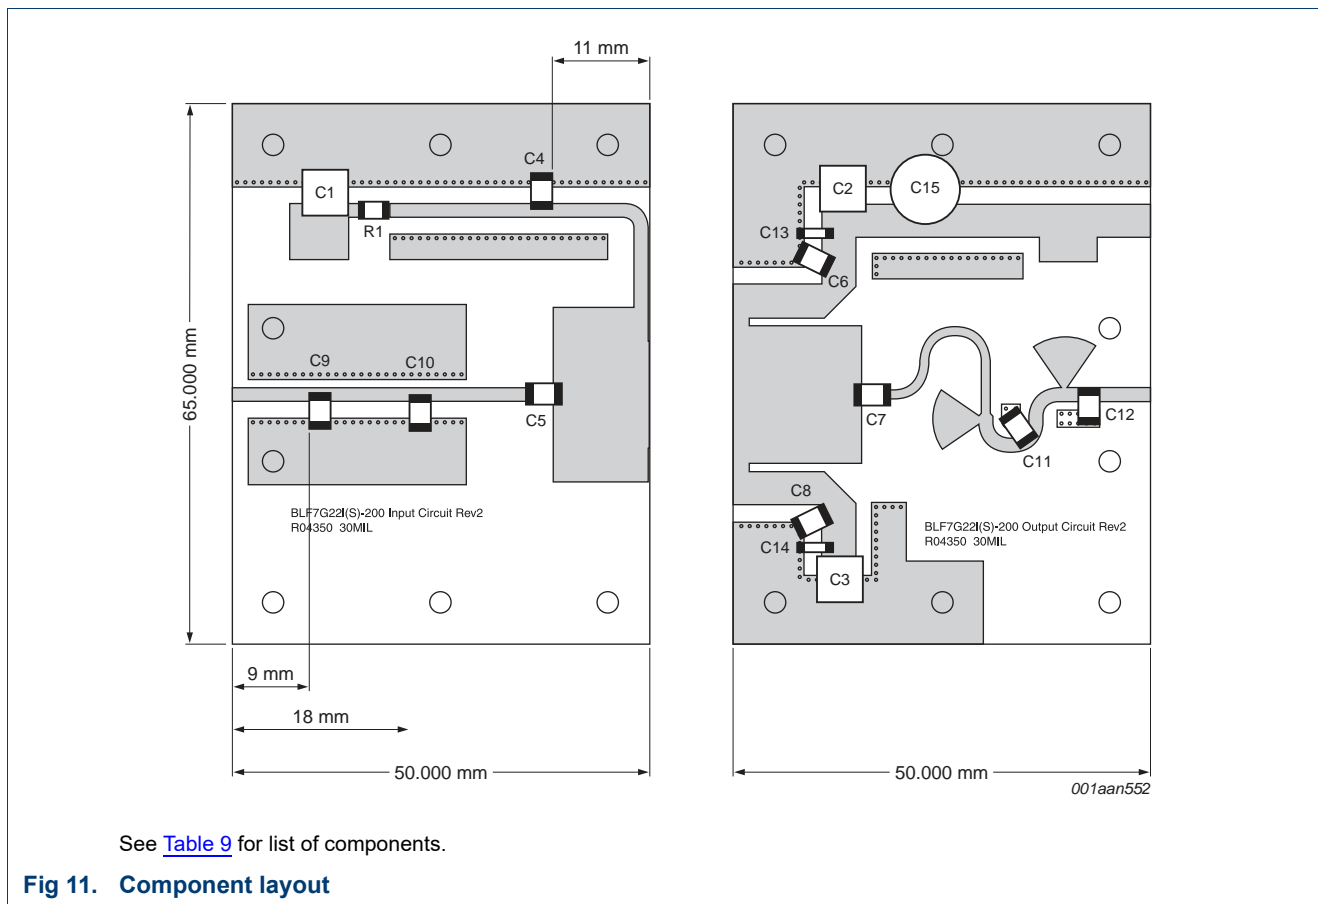 11 mm
C4
C1
R1
C2
C15
C13
C6
65.000 mm
C9
C10
C5
C7
C12
C11
C8
BLF7G22l(S)-200 Input Circuit Rev2
R04350 30MIL
BLF7G22l(S)-200 Output Circuit Rev2
R04350 30MIL
C14
C3
9 mm
18 mm
50.000 mm
50.000 mm
001aan552
See Table 9 for list of components.
Fig 11. Component layout